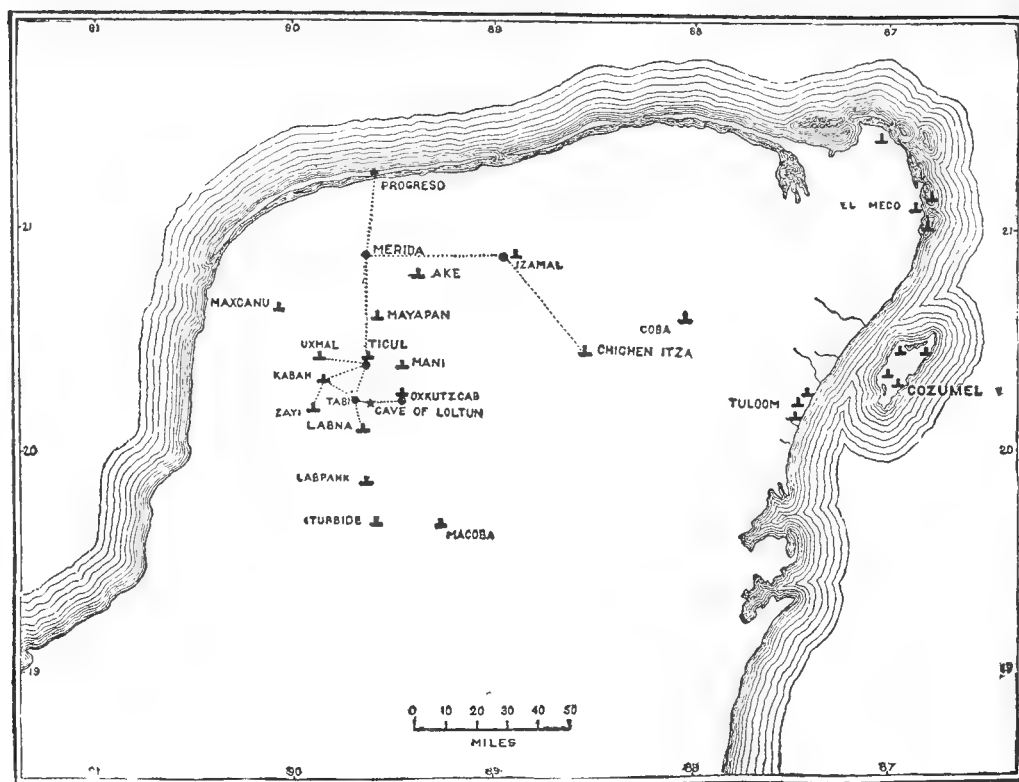 91 90 89 88 87
PROGRESO
EL MECO
21 21
MERIDA
IZAMAL
AKE
MAXCANU
MAYAPAN
COBA
UXMAL TICUL
CHICHEN ITZA
MANI
KABAH
TABI OXKUTZCAB
COZUMEL
ZAYI CAVE OF LOLTUN
TULOOM
LABNA
20 20
LABPAHK
ITURBIDE
MACOBA
19 19
0 10 20 30 40 50
MILES
91 90 89 88 87